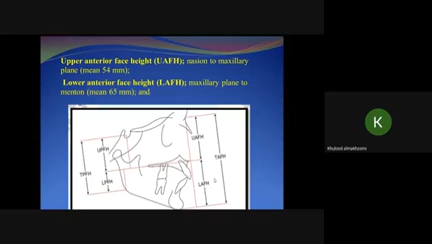 Upper anterior face height (UAFH); nasion to maxillary
plane (mean 54 mm);
Lower anterior face height (LAFH); maxillary plane to
menton (mean 65 mm); and
UAFH
UPFH
TAFH
TPFH
LPFH
LAFH
K
Khulood almakhzomi